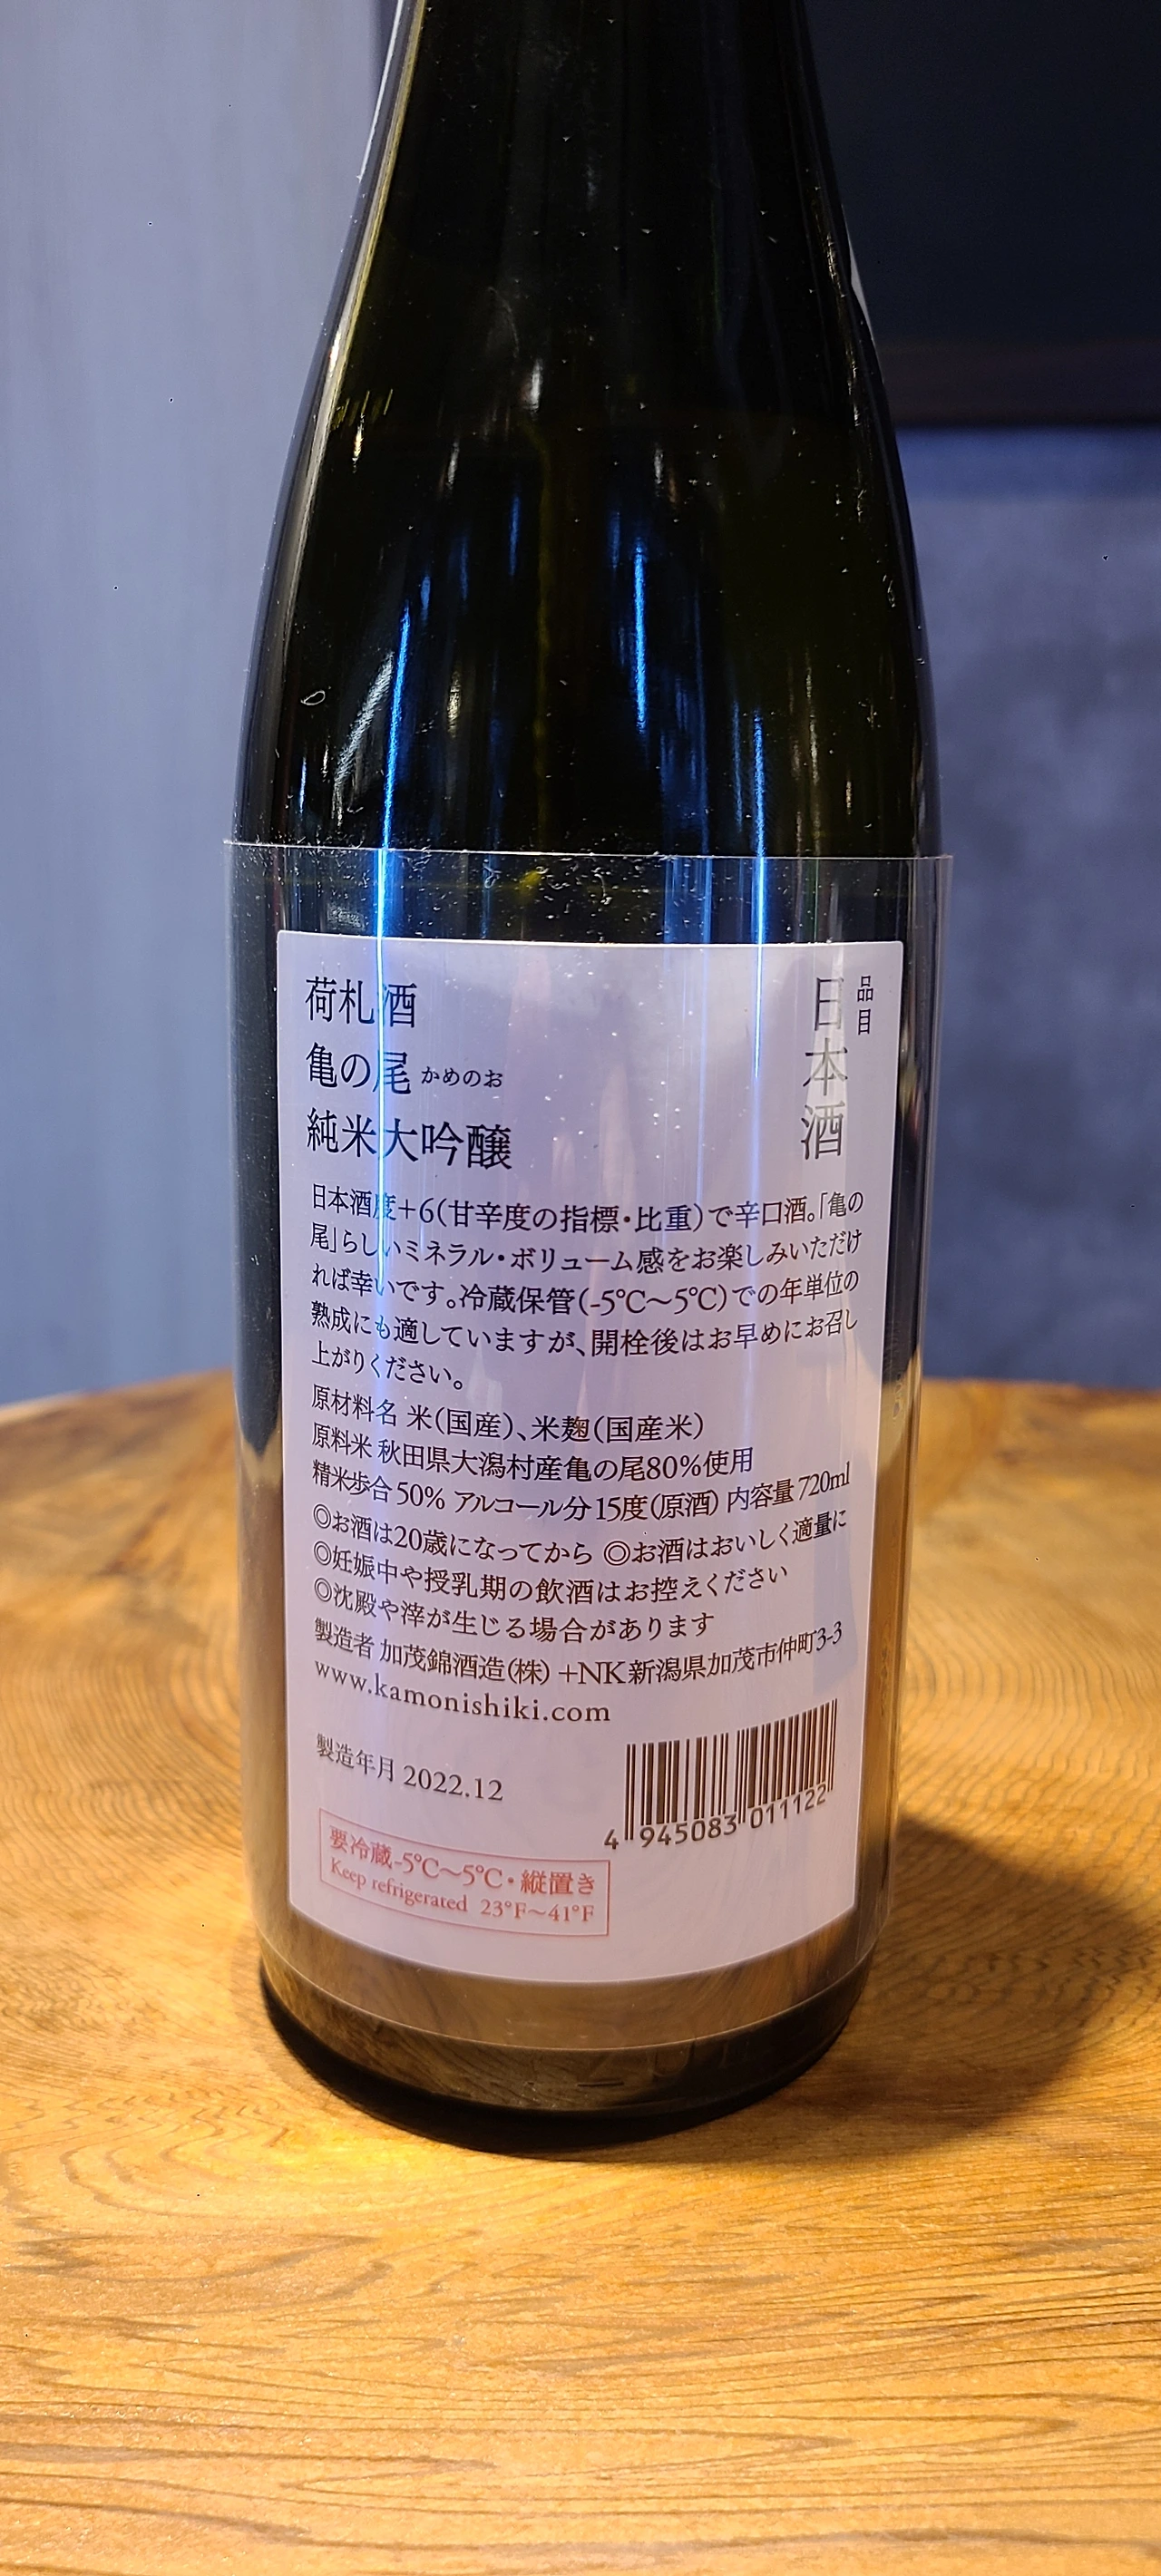 荷札酒
亀の尾 かめのお
純米大吟醸
品目
日本酒
日本酒度+6(甘辛度の指標・比重)で辛口酒。「亀の
尾」らしいミネラル・ボリューム感をお楽しみいただけ
れば幸いです。冷蔵保管(-5℃〜5℃)での年単位の
熟成にも適していますが、開栓後はお早めにお召し
上がりください。
原材料名 米(国産)、米麹(国産米)
原料米 秋田県大潟村産亀の尾80%使用
精米歩合50% アルコール分15度(原酒) 内容量720ml
◎お酒は20歳になってから ◎お酒はおいしく適量に
◎妊娠中や授乳期の飲酒はお控えください
◎沈殿や滓が生じる場合があります
製造者 加茂錦酒造(株) +NK新潟県加茂市仲町3-3
www.kamonishiki.com
製造年月 2022.12
4 945083 011122
要冷蔵-5℃〜5℃・縦置き
Keep refrigerated 23°F〜41°F